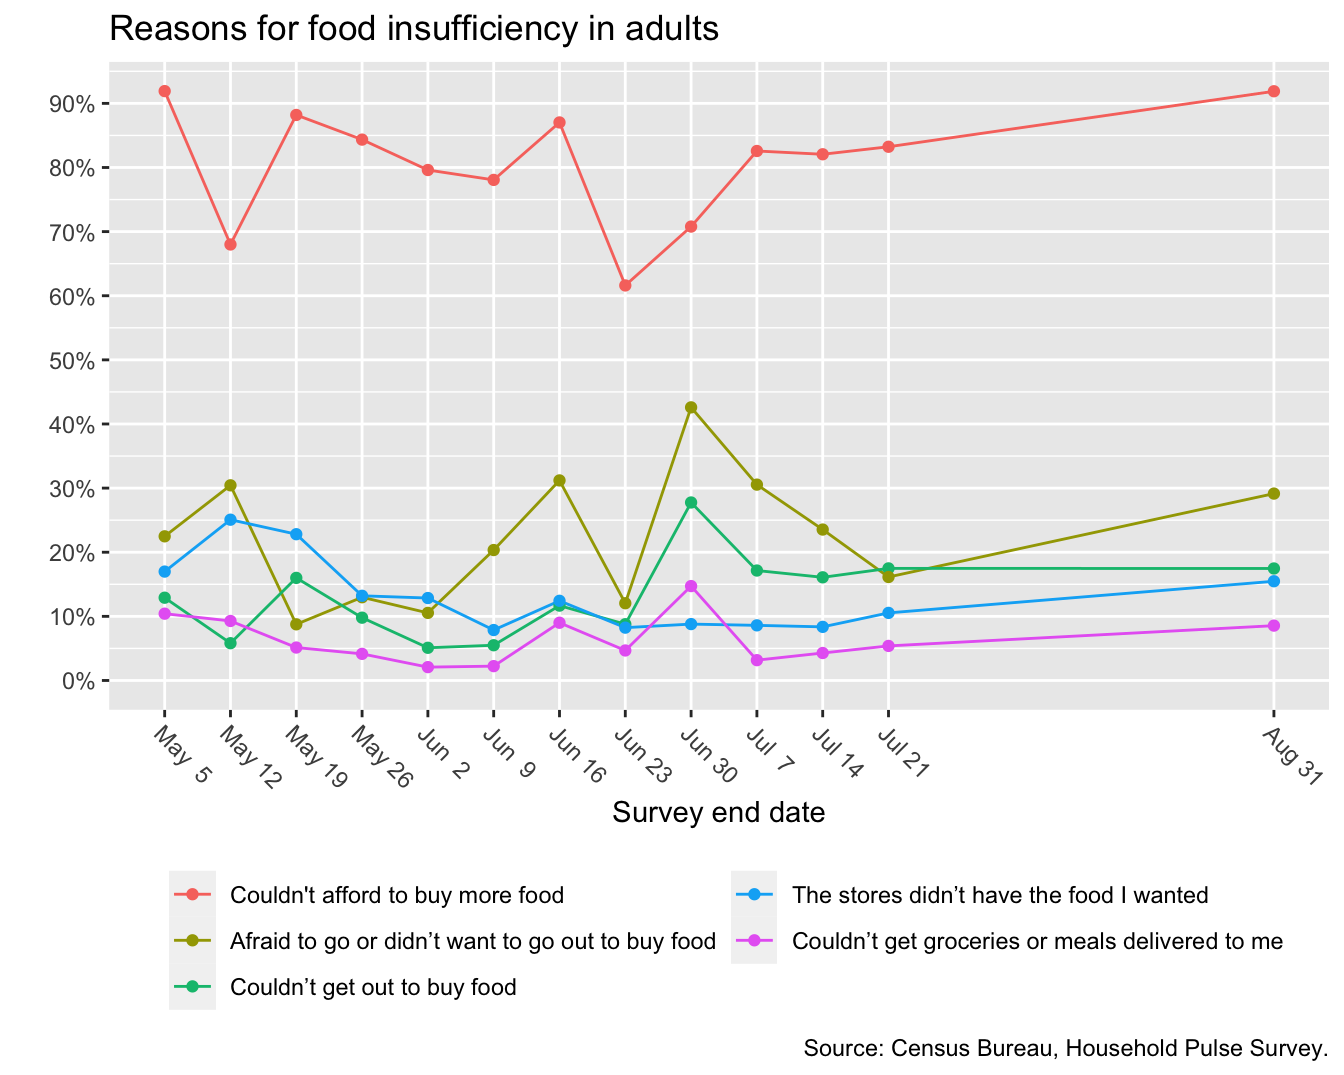 Reasons for food insufficiency in adults
90%
80%
70%
60%
50%
40%
30%
20%
10%
0%
May 5
May 12
May 19
May 26
Jun 2
Jun 9
Jun 16
Jun 23
Jun 30
Jul 7
Jul 14
Jul 21
Aug 31
Survey end date
Couldn't afford to buy more food
Afraid to go or didn’t want to go out to buy food
Couldn’t get out to buy food
The stores didn’t have the food I wanted
Couldn’t get groceries or meals delivered to me
Source: Census Bureau, Household Pulse Survey.